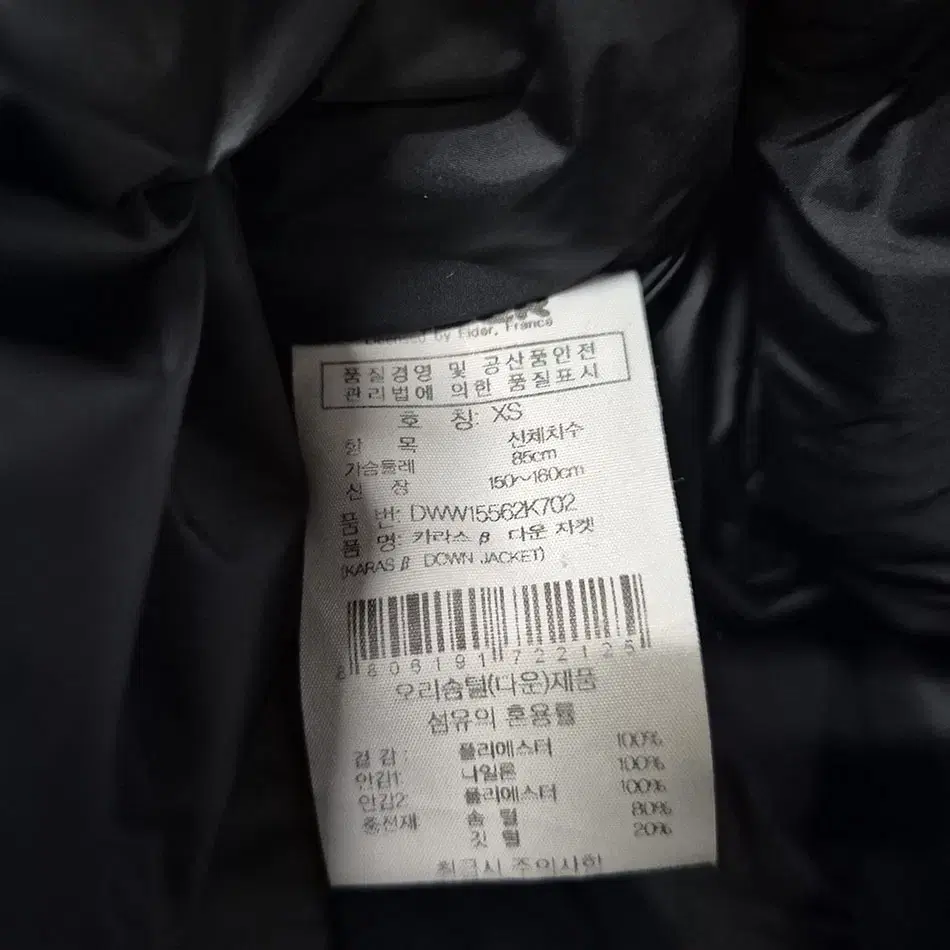 Licensed by Eider, France
품질경영 및 공산품안전
관리법에 의한 품질표시
호 칭: XS
항 목 신체치수
가슴둘레 85cm
신 장 150~160cm
품 번: DWW15562K702
품 명: 카라스 β 다운 자켓
(KARAS β DOWN JACKET)
8 806191 722125
오리솜털(다운)제품
섬유의 혼용률
겉감: 폴리에스터 100%
안감1: 나일론 100%
안감2: 폴리에스터 100%
충전재 솜 털 80%
깃 털 20%
취급시 주의사항